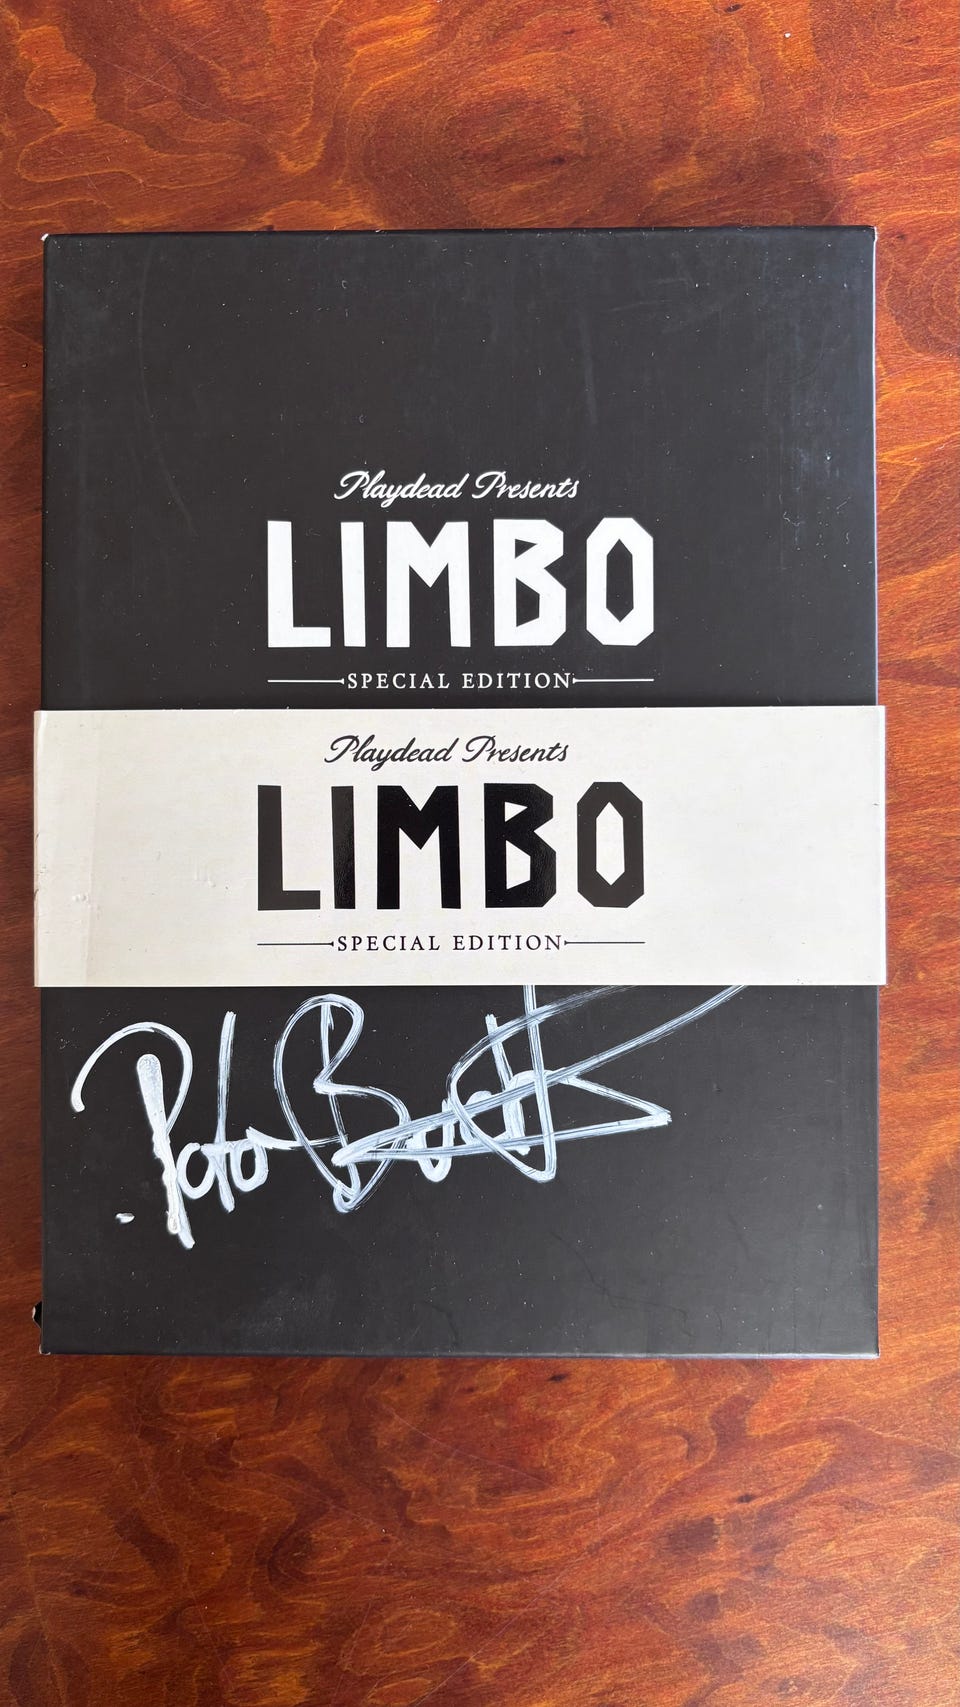 Playdead Presents
LIMBO
SPECIAL EDITION
Playdead Presents
LIMBO
SPECIAL EDITION